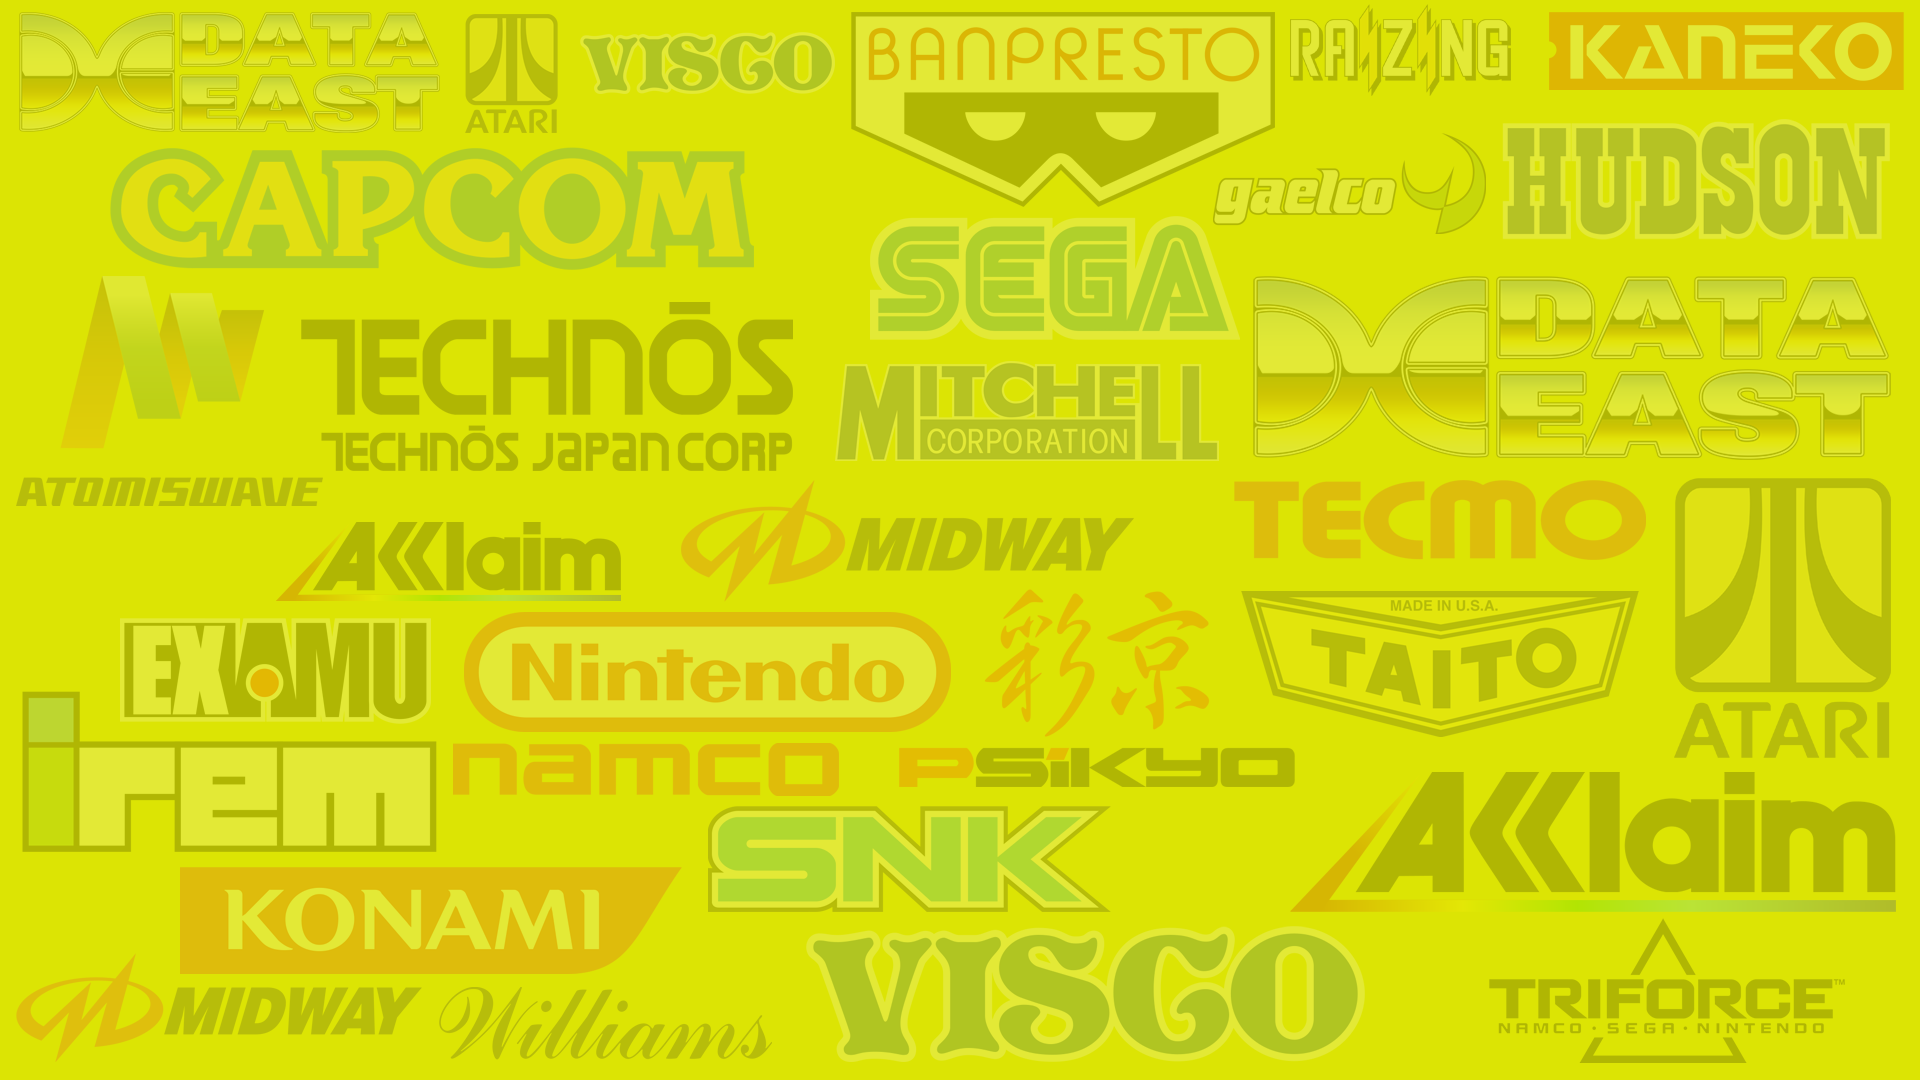 DATA
EAST
ATARI
VISCO
BANPRESTO
RAIZING
KANEKO
CAPCOM
gaelco
HUDSON
SEGA
DATA
EAST
TECHNŌS
TECHNŌS JAPAN CORP
MITCHELL
CORPORATION
ATOMISWAVE
TECMO
ATARI
AKKlaim
MIDWAY
MADE IN U.S.A.
TAITO
EXAMU
Nintendo
彩京
irem
namco
PSiKYO
SNK
AKKlaim
KONAMI
VISCO
MIDWAY
Williams
TRIFORCE™
NAMCO · SEGA · NINTENDO